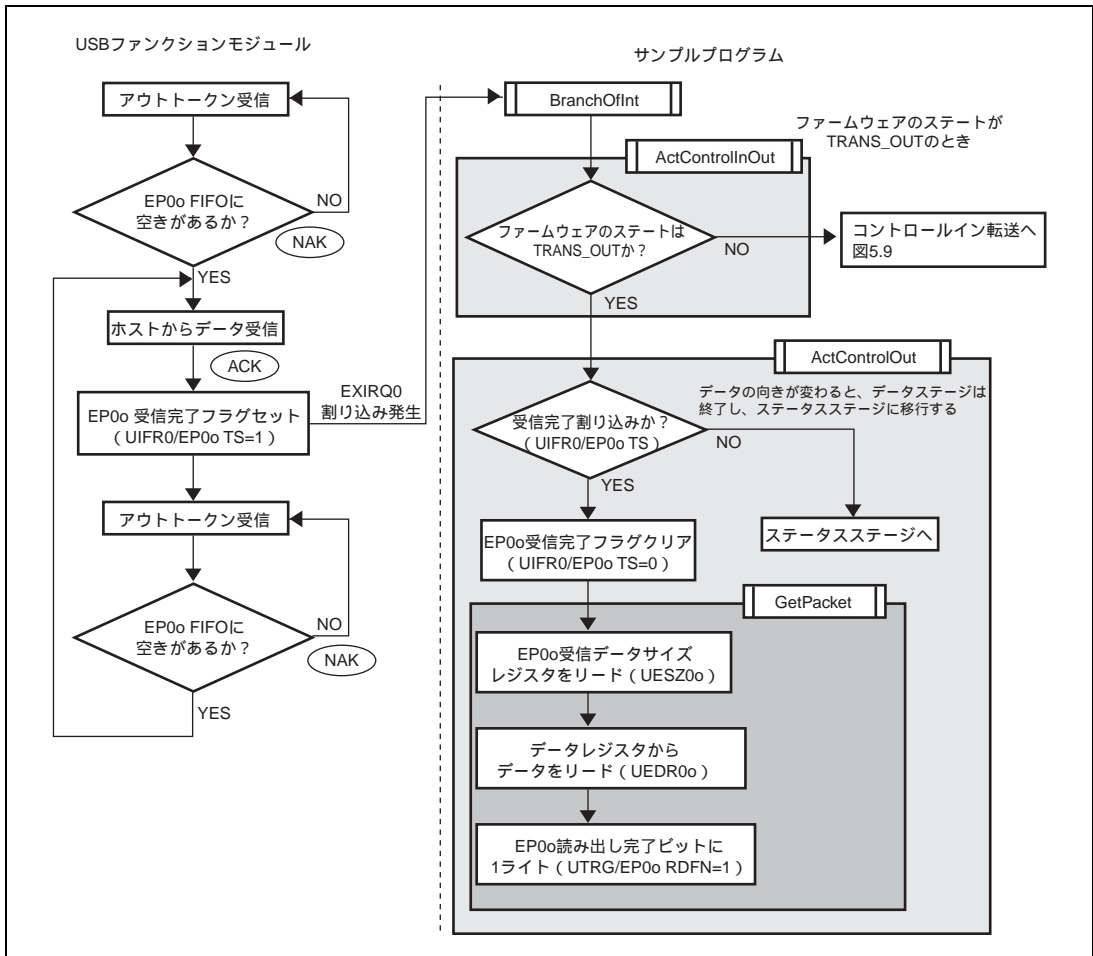 USBファンクションモジュール
アウトトークン受信
EP0o FIFOに
空きがあるか？
NO
NAK
YES
ホストからデータ受信
ACK
EP0o 受信完了フラグセット
（UIFR0/EP0o TS=1）
EXIRQ0
割り込み発生
アウトトークン受信
EP0o FIFOに
空きがあるか？
NO
NAK
YES
サンプルプログラム
BranchOfInt
ファームウェアのステートが
TRANS_OUTのとき
ActControlInOut
ファームウェアのステートは
TRANS_OUTか？
NO
コントロールイン転送へ
図5.9
YES
ActControlOut
データの向きが変わると、データステージは
終了し、ステータスステージに移行する
受信完了割り込みか？
（UIFR0/EP0o TS）
NO
YES
ステータスステージへ
EP0o受信完了フラグクリア
（UIFR0/EP0o TS=0）
GetPacket
EP0o受信データサイズ
レジスタをリード（UESZ0o）
データレジスタから
データをリード（UEDR0o）
EP0o読み出し完了ビットに
1ライト（UTRG/EP0o RDFN=1）